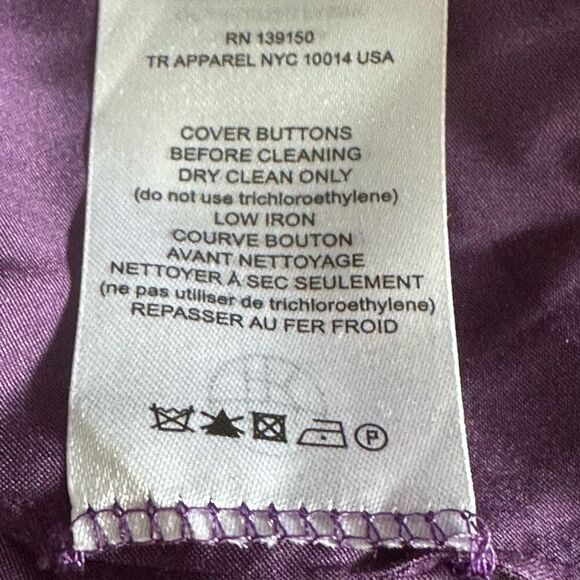 RN 139150
TR APPAREL NYC 10014 USA
COVER BUTTONS
BEFORE CLEANING
DRY CLEAN ONLY
(do not use trichloroethylene)
LOW IRON
COURVE BOUTON
AVANT NETTOYAGE
NETTOYER À SEC SEULEMENT
(ne pas utiliser de trichloroethylene)
REPASSER AU FER FROID
P